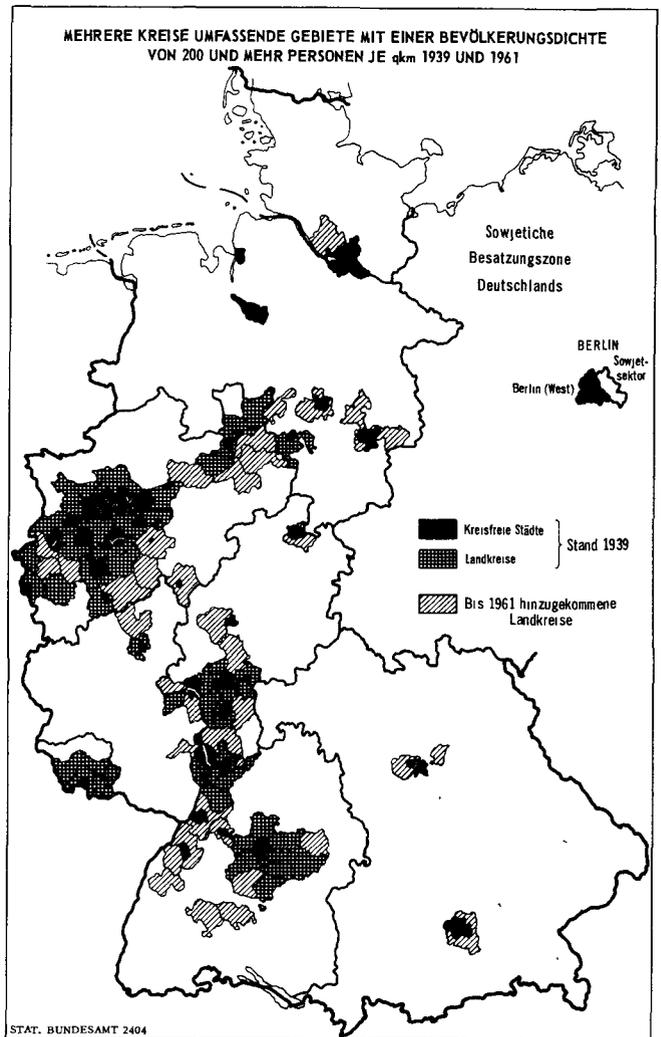 MEHRERE KREISE UMFASSENDE GEBIETE MIT EINER BEVÖLKERUNGSDICHTE
VON 200 UND MEHR PERSONEN JE qkm 1939 UND 1961
Sowjetiche
Besatzungszone
Deutschlands
BERLIN
Sowjet-
sektor
Berlin (West)
Kreisfreie Städte
Landkreise
Stand 1939
Bis 1961 hinzugekommene
Landkreise
STAT. BUNDESAMT 2404